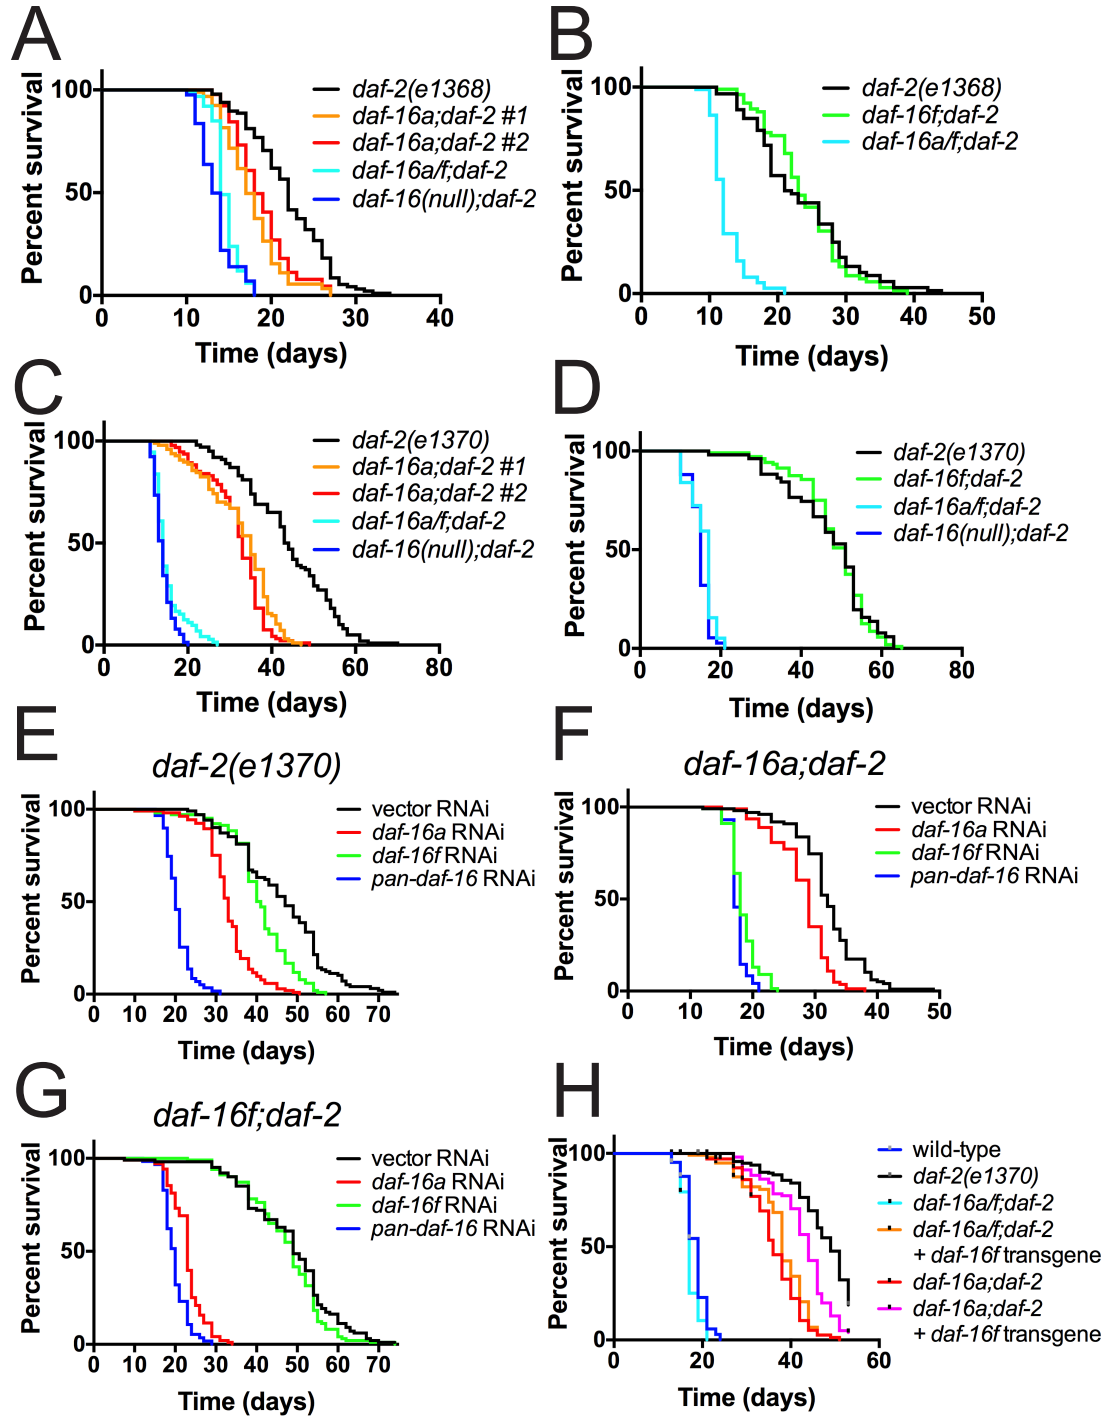 A
Percent survival
100
50
0
0 10 20 30 40
Time (days)
daf-2(e1368)
daf-16a;daf-2 #1
daf-16a;daf-2 #2
daf-16a/f;daf-2
daf-16(null);daf-2
B
Percent survival
100
50
0
0 10 20 30 40 50
Time (days)
daf-2(e1368)
daf-16f;daf-2
daf-16a/f;daf-2
C
Percent survival
100
50
0
0 20 40 60 80
Time (days)
daf-2(e1370)
daf-16a;daf-2 #1
daf-16a;daf-2 #2
daf-16a/f;daf-2
daf-16(null);daf-2
D
Percent survival
100
50
0
0 20 40 60 80
Time (days)
daf-2(e1370)
daf-16f;daf-2
daf-16a/f;daf-2
daf-16(null);daf-2
E
daf-2(e1370)
Percent survival
100
50
0
0 10 20 30 40 50 60 70
Time (days)
vector RNAi
daf-16a RNAi
daf-16f RNAi
pan-daf-16 RNAi
F
daf-16a;daf-2
Percent survival
100
50
0
0 10 20 30 40 50
Time (days)
vector RNAi
daf-16a RNAi
daf-16f RNAi
pan-daf-16 RNAi
G
daf-16f;daf-2
Percent survival
100
50
0
0 10 20 30 40 50 60 70
Time (days)
vector RNAi
daf-16a RNAi
daf-16f RNAi
pan-daf-16 RNAi
H
Percent survival
100
50
0
0 20 40 60
Time (days)
wild-type
daf-2(e1370)
daf-16a/f;daf-2
daf-16a/f;daf-2
+ daf-16f transgene
daf-16a;daf-2
daf-16a;daf-2
+ daf-16f transgene